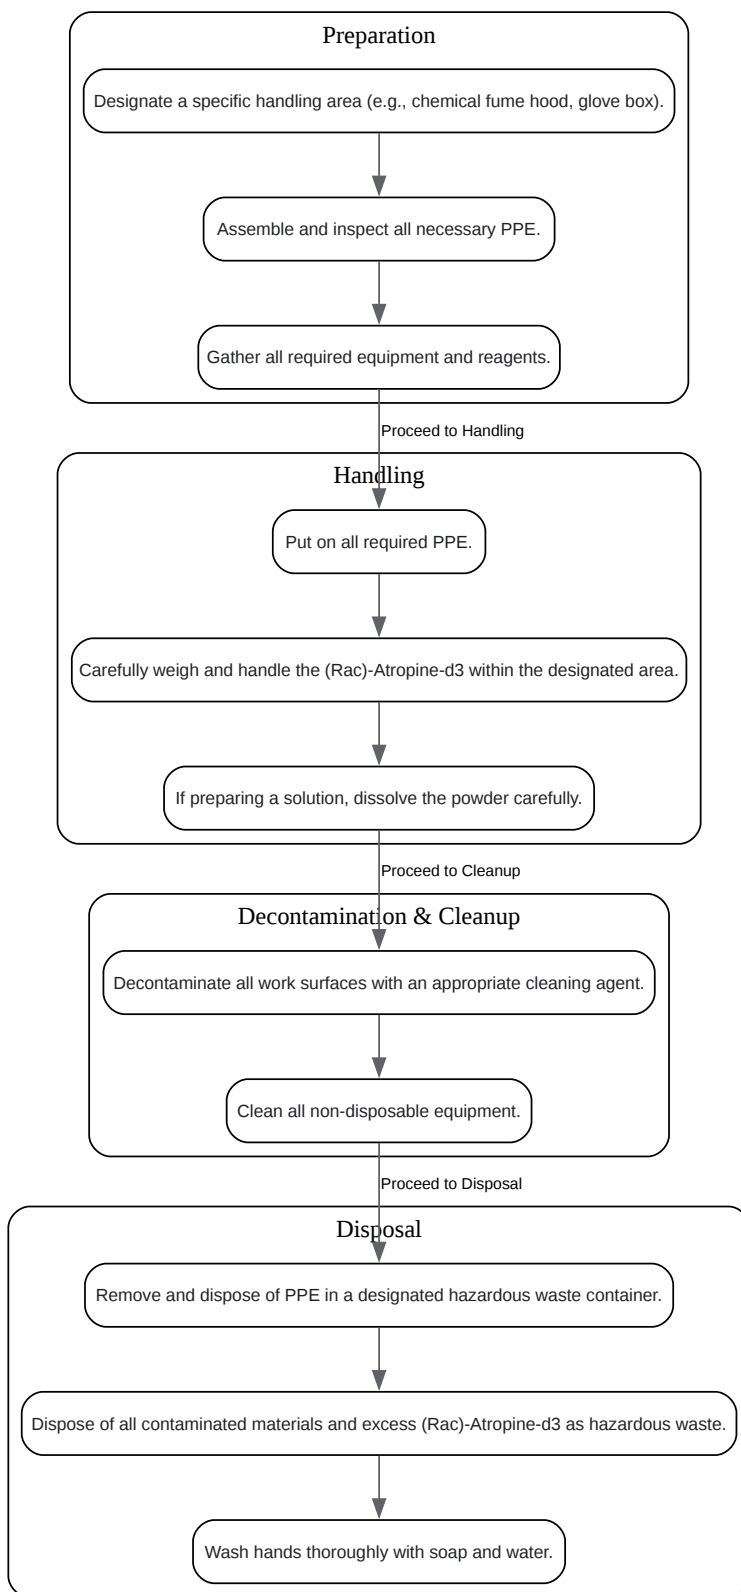 Preparation
Designate a specific handling area (e.g., chemical fume hood, glove box).
Assemble and inspect all necessary PPE.
Gather all required equipment and reagents.
Proceed to Handling
Handling
Put on all required PPE.
Carefully weigh and handle the (Rac)-Atropine-d3 within the designated area.
If preparing a solution, dissolve the powder carefully.
Proceed to Cleanup
Decontamination & Cleanup
Decontaminate all work surfaces with an appropriate cleaning agent.
Clean all non-disposable equipment.
Proceed to Disposal
Disposal
Remove and dispose of PPE in a designated hazardous waste container.
Dispose of all contaminated materials and excess (Rac)-Atropine-d3 as hazardous waste.
Wash hands thoroughly with soap and water.